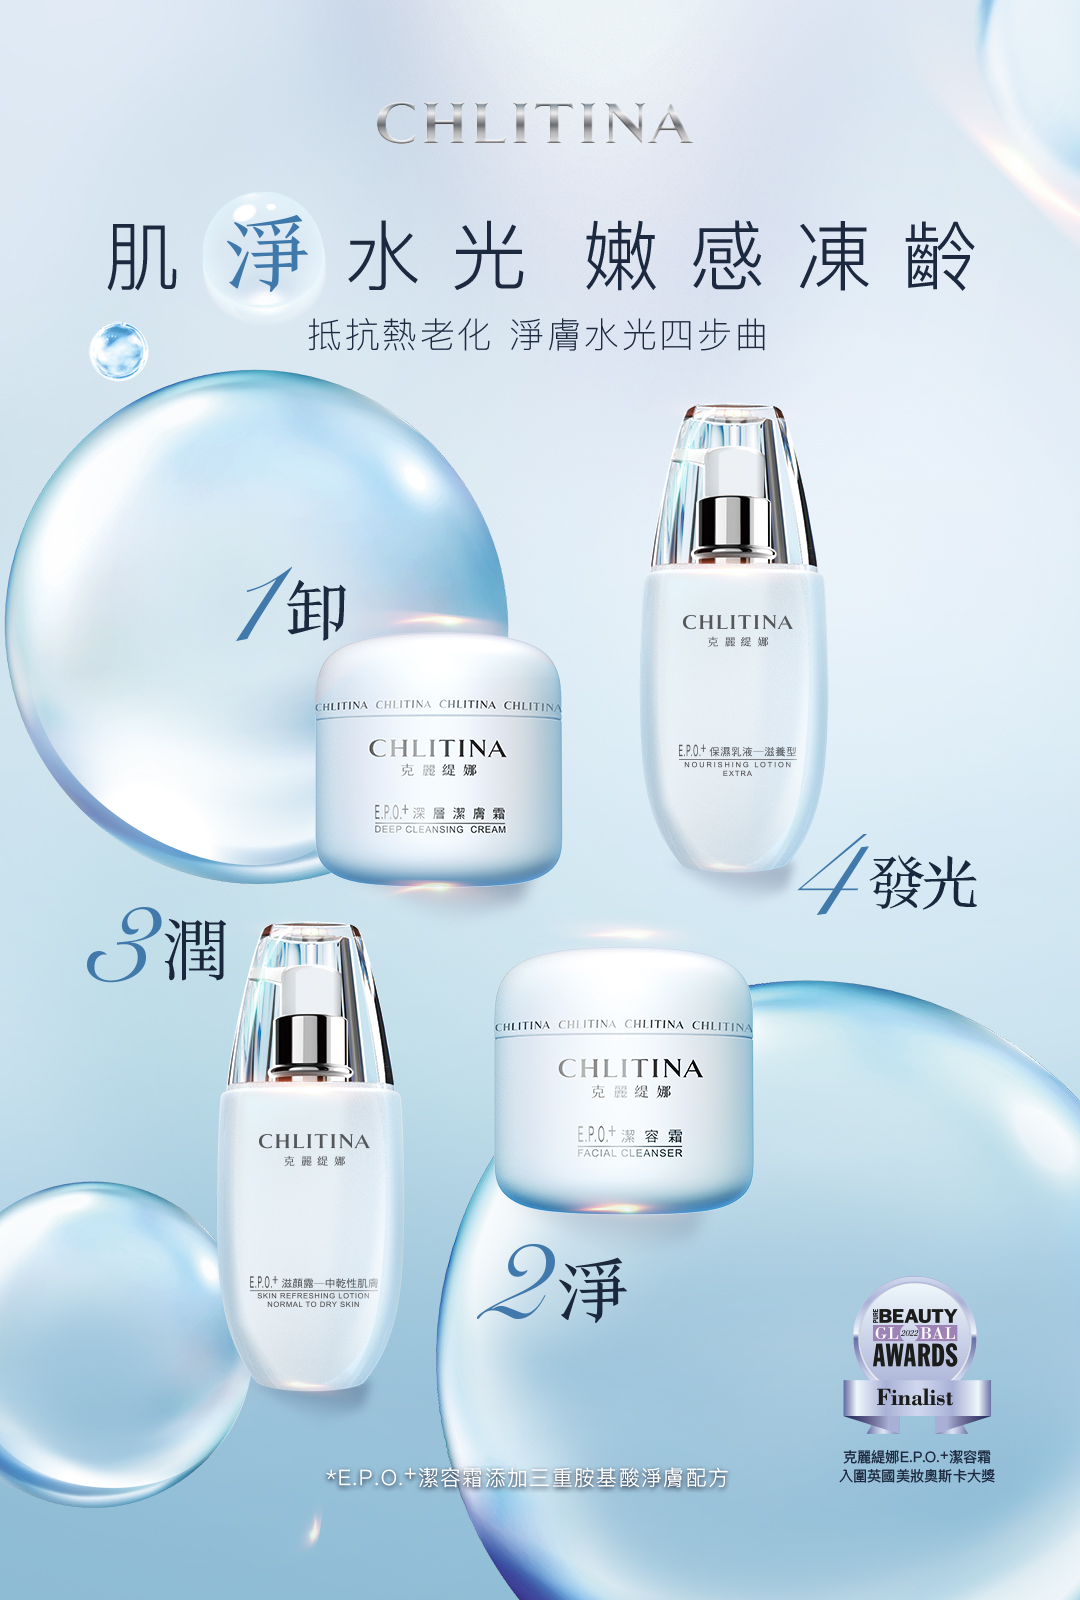 CHLITINA
肌淨水光 嫩感凍齡
抵抗熱老化 淨膚水光四步曲
1卸
CHLITINA CHLITINA CHLITINA CHLITINA
CHLITINA
克麗緹娜
E.P.O.+ 深層潔膚霜
DEEP CLEANSING CREAM
CHLITINA
克麗緹娜
E.P.O.+ 保濕乳液—滋養型
NOURISHING LOTION
EXTRA
4發光
3潤
CHLITINA
克麗緹娜
E.P.O.+ 滋顏露—中乾性肌膚
SKIN REFRESHING LOTION
NORMAL TO DRY SKIN
CHLITINA CHLITINA CHLITINA CHLITINA
CHLITINA
克麗緹娜
E.P.O.+ 潔容霜
FACIAL CLEANSER
2淨
PURE BEAUTY
GLOBAL 2022
AWARDS
Finalist
克麗緹娜E.P.O.+潔容霜
入圍英國美妝奧斯卡大獎
*E.P.O.+潔容霜添加三重胺基酸淨膚配方